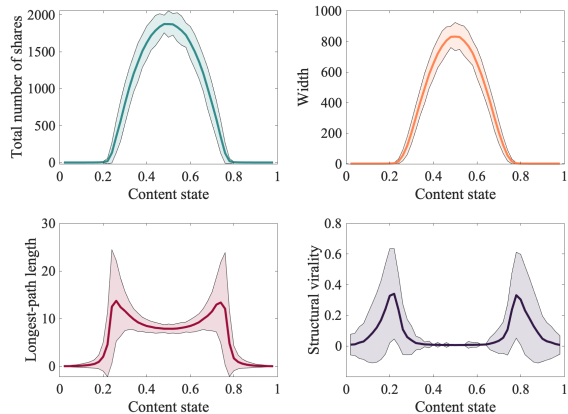 Total number of shares
2000
1500
1000
500
0
0 0.2 0.4 0.6 0.8 1
Content state
Width
1000
800
600
400
200
0
0 0.2 0.4 0.6 0.8 1
Content state
Longest-path length
30
20
10
0
0 0.2 0.4 0.6 0.8 1
Content state
Structural virality
0.8
0.6
0.4
0.2
0
0 0.2 0.4 0.6 0.8 1
Content state